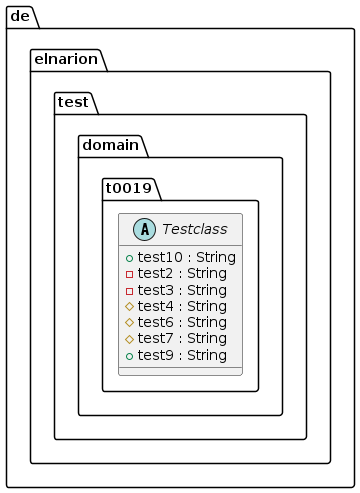 de
elnarion
test
domain
t0019
A Testclass
test10 : String
test2 : String
test3 : String
test4 : String
test6 : String
test7 : String
test9 : String